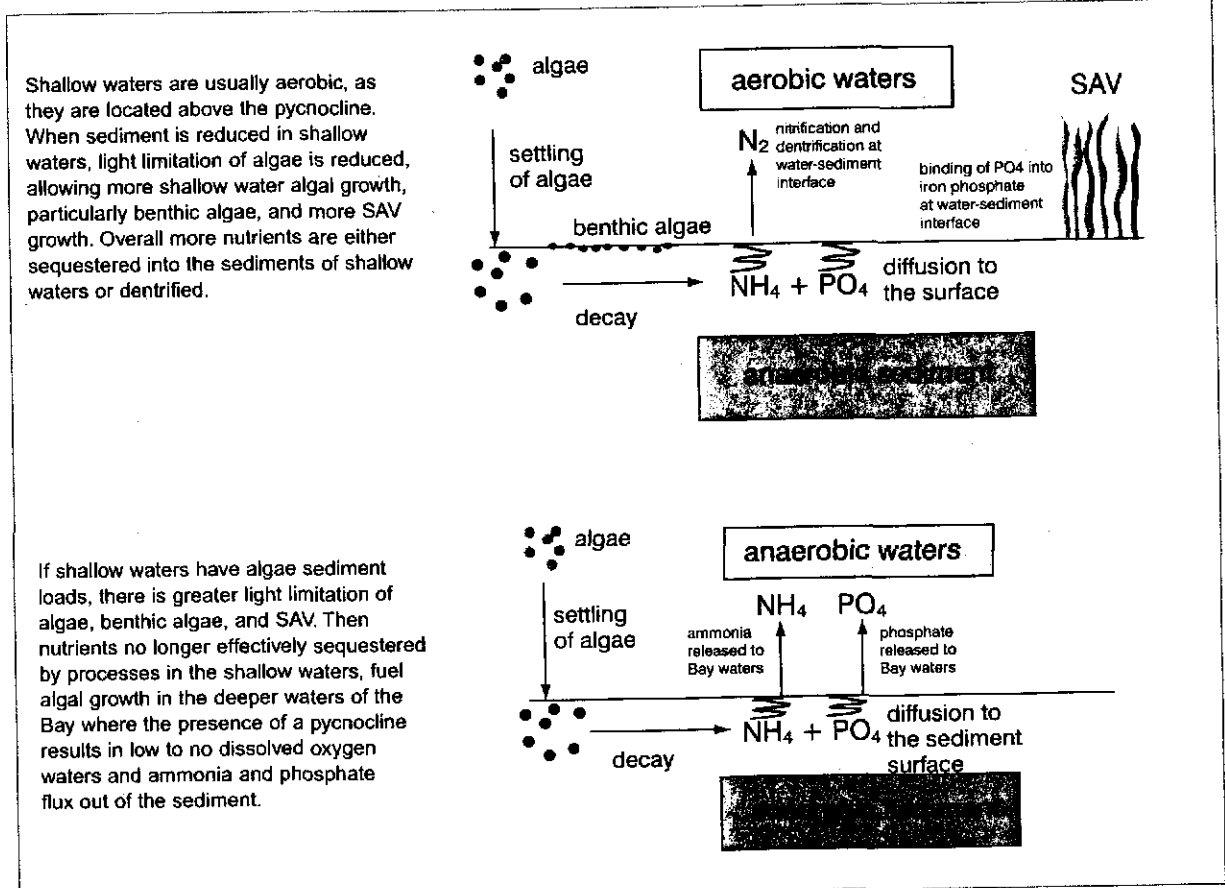 Shallow waters are usually aerobic, as
they are located above the pycnocline.
When sediment is reduced in shallow
waters, light limitation of algae is reduced,
allowing more shallow water algal growth,
particularly benthic algae, and more SAV
growth. Overall more nutrients are either
sequestered into the sediments of shallow
waters or dentrified.
algae
aerobic waters
SAV
settling
of algae
N2
nitrification and
dentrification at
water-sediment
interface
binding of PO4 into
iron phosphate
at water-sediment
interface
benthic algae
decay
NH4 + PO4
diffusion to
the surface
anaerobic sediment
If shallow waters have algae sediment
loads, there is greater light limitation of
algae, benthic algae, and SAV. Then
nutrients no longer effectively sequestered
by processes in the shallow waters, fuel
algal growth in the deeper waters of the
Bay where the presence of a pycnocline
results in low to no dissolved oxygen
waters and ammonia and phosphate
flux out of the sediment.
algae
anaerobic waters
settling
of algae
NH4 PO4
ammonia
released to
Bay waters
phosphate
released to
Bay waters
decay
NH4 + PO4
diffusion to
the sediment
surface